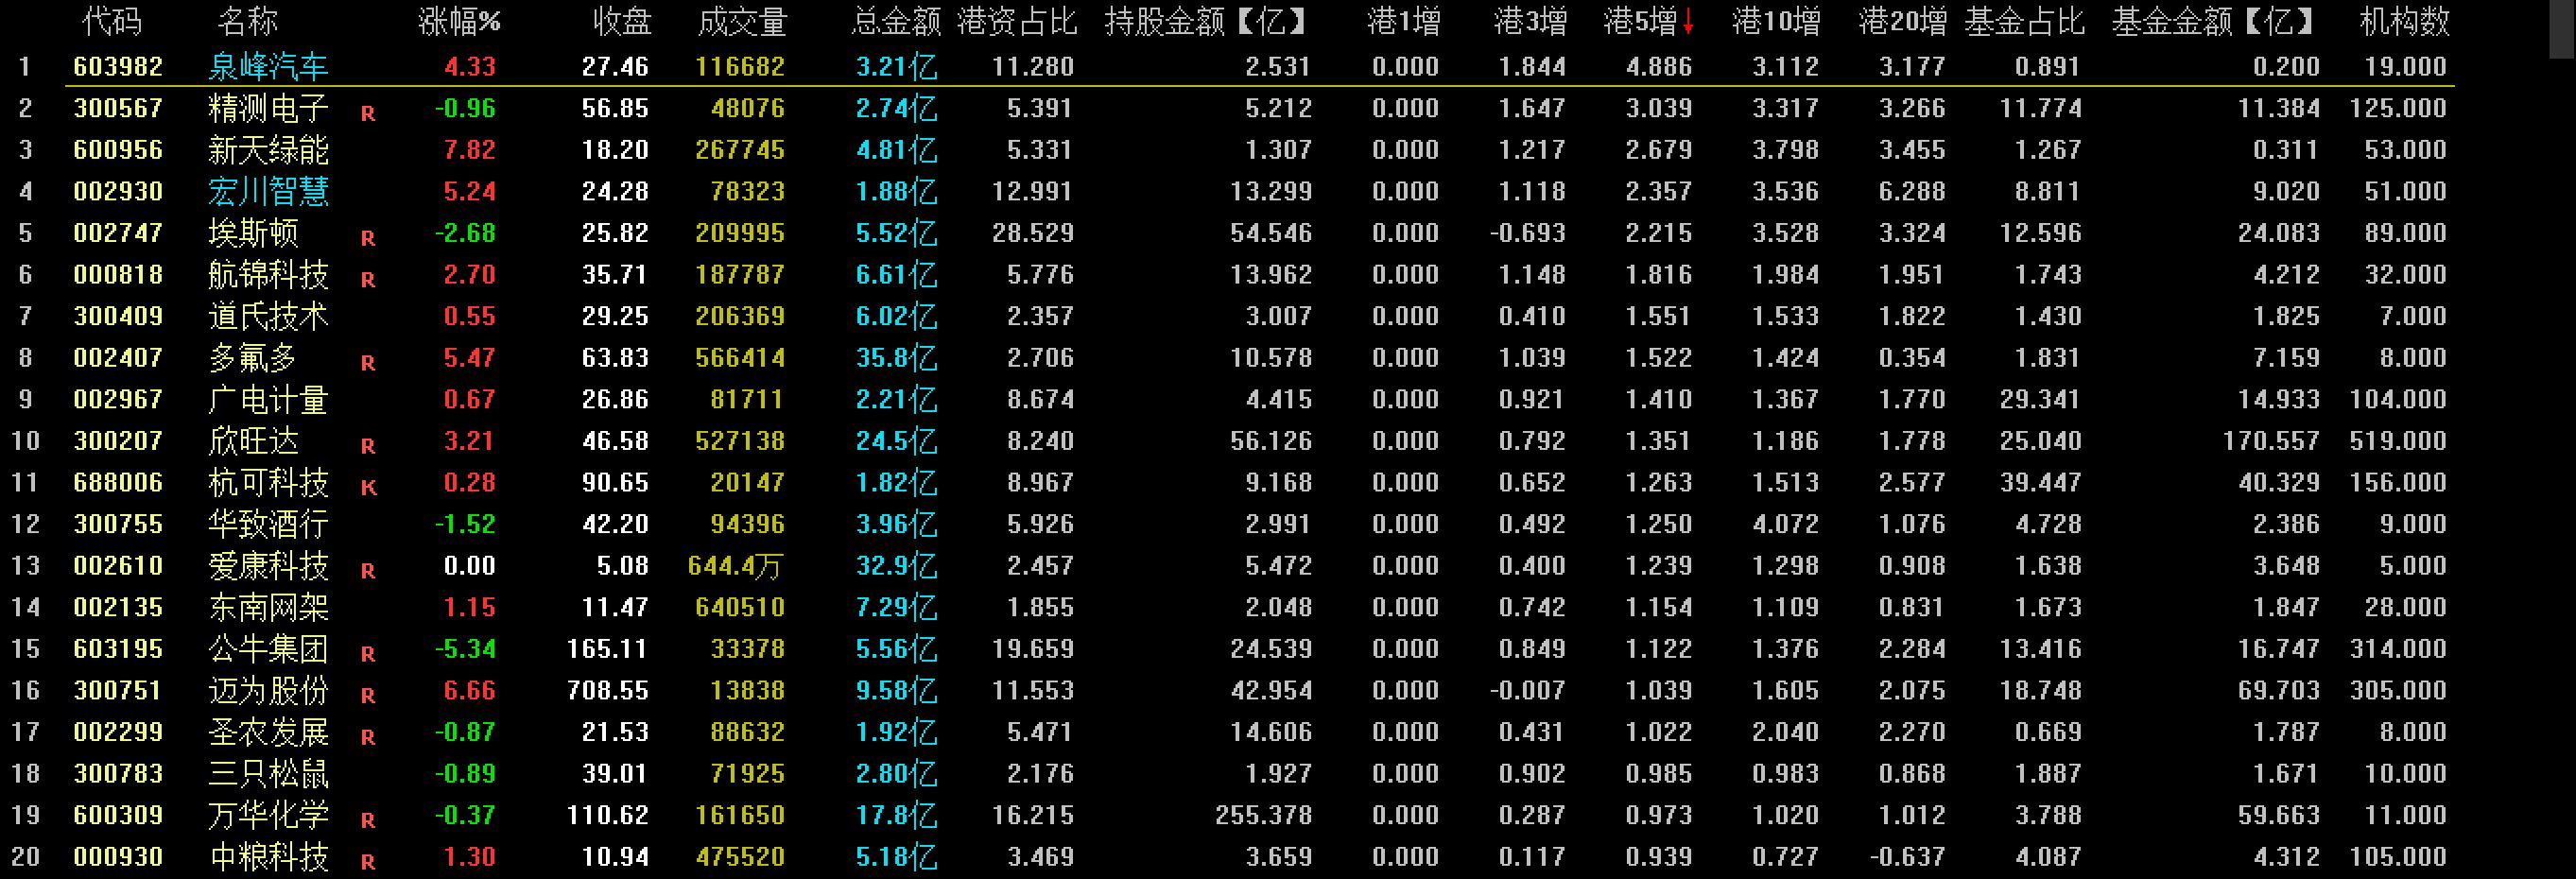 代码 名称 涨幅% 收盘 成交量 总金额 港资占比 持股金额【亿】 港1增 港3增 港5增↓ 港10增 港20增 基金占比 基金金额【亿】 机构数
1 603982 泉峰汽车 4.33 27.46 116682 3.21亿 11.280 2.531 0.000 1.844 4.886 3.112 3.177 0.891 0.200 19.000
2 300567 精测电子 R -0.96 56.85 48076 2.74亿 5.391 5.212 0.000 1.647 3.039 3.317 3.266 11.774 11.384 125.000
3 600956 新天绿能 7.82 18.20 267745 4.81亿 5.331 1.307 0.000 1.217 2.679 3.798 3.455 1.267 0.311 53.000
4 002930 宏川智慧 5.24 24.28 78323 1.88亿 12.991 13.299 0.000 1.118 2.357 3.536 6.288 8.811 9.020 51.000
5 002747 埃斯顿 R -2.68 25.82 209995 5.52亿 28.529 54.546 0.000 -0.693 2.215 3.528 3.324 12.596 24.083 89.000
6 000818 航锦科技 R 2.70 35.71 187787 6.61亿 5.776 13.962 0.000 1.148 1.816 1.984 1.951 1.743 4.212 32.000
7 300409 道氏技术 0.55 29.25 206369 6.02亿 2.357 3.007 0.000 0.410 1.551 1.533 1.822 1.430 1.825 7.000
8 002407 多氟多 R 5.47 63.83 566414 35.8亿 2.706 10.578 0.000 1.039 1.522 1.424 0.354 1.831 7.159 8.000
9 002967 广电计量 0.67 26.86 81711 2.21亿 8.674 4.415 0.000 0.921 1.410 1.367 1.770 29.341 14.933 104.000
10 300207 欣旺达 R 3.21 46.58 527138 24.5亿 8.240 56.126 0.000 0.792 1.351 1.186 1.778 25.040 170.557 519.000
11 688006 杭可科技 K 0.28 90.65 20147 1.82亿 8.967 9.168 0.000 0.652 1.263 1.513 2.577 39.447 40.329 156.000
12 300755 华致酒行 -1.52 42.20 94396 3.96亿 5.926 2.991 0.000 0.492 1.250 4.072 1.076 4.728 2.386 9.000
13 002610 爱康科技 R 0.00 5.08 644.4万 32.9亿 2.457 5.472 0.000 0.400 1.239 1.298 0.908 1.638 3.648 5.000
14 002135 东南网架 1.15 11.47 640510 7.29亿 1.855 2.048 0.000 0.742 1.154 1.109 0.831 1.673 1.847 28.000
15 603195 公牛集团 R -5.34 165.11 33378 5.56亿 19.659 24.539 0.000 0.849 1.122 1.376 2.284 13.416 16.747 314.000
16 300751 迈为股份 R 6.66 708.55 13838 9.58亿 11.553 42.954 0.000 -0.007 1.039 1.605 2.075 18.748 69.703 305.000
17 002299 圣农发展 R -0.87 21.53 88632 1.92亿 5.471 14.606 0.000 0.431 1.022 2.040 2.270 0.669 1.787 8.000
18 300783 三只松鼠 -0.89 39.01 71925 2.80亿 2.176 1.927 0.000 0.902 0.985 0.983 0.868 1.887 1.671 10.000
19 600309 万华化学 R -0.37 110.62 161650 17.8亿 16.215 255.378 0.000 0.287 0.973 1.020 1.012 3.788 59.663 11.000
20 000930 中粮科技 R 1.30 10.94 475520 5.18亿 3.469 3.659 0.000 0.117 0.939 0.727 -0.637 4.087 4.312 105.000